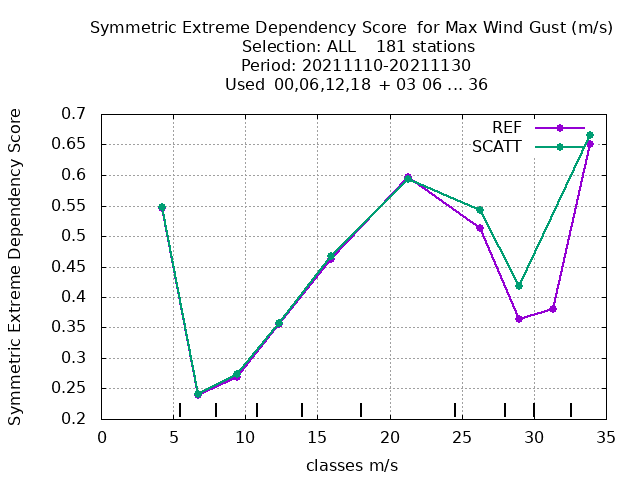 Symmetric Extreme Dependency Score  for Max Wind Gust (m/s)
Selection: ALL    181 stations
Period: 20211110-20211130
Used  00,06,12,18  + 03 06 ... 36
Symmetric Extreme Dependency Score
0.7
0.65
0.6
0.55
0.5
0.45
0.4
0.35
0.3
0.25
0.2
REF
SCATT
0 5 10 15 20 25 30 35
classes m/s